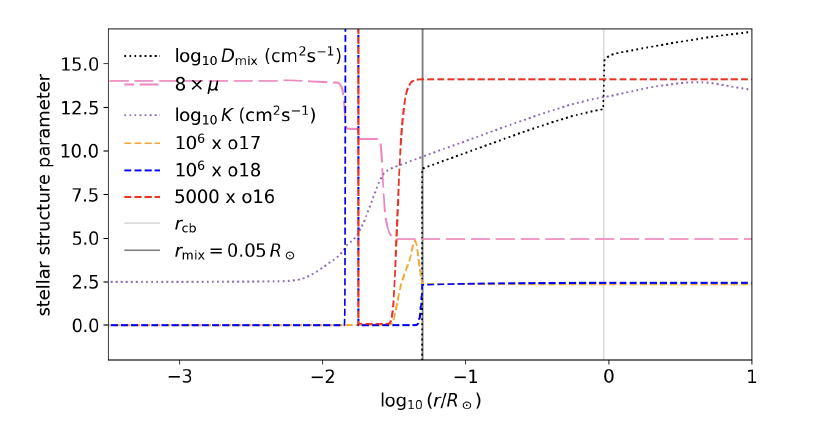 stellar structure parameter
15.0
12.5
10.0
7.5
5.0
2.5
0.0
log₁₀ D_mix (cm²s⁻¹)
8 × μ
log₁₀ K (cm²s⁻¹)
10⁶ x o17
10⁶ x o18
5000 x o16
r_cb
r_mix = 0.05 R_⊙
−3 −2 −1 0 1
log₁₀ (r/R_⊙)